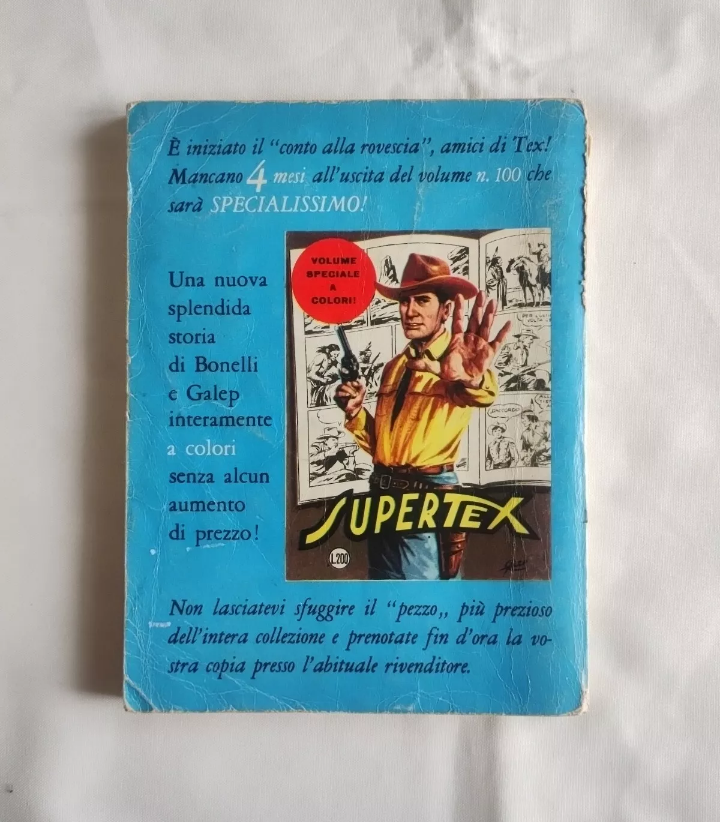 È iniziato il “conto alla rovescia”, amici di Tex!
Mancano 4 mesi all'uscita del volume n. 100 che
sarà SPECIALISSIMO!
Una nuova
splendida
storia
di Bonelli
e Galep
interamente
a colori
senza alcun
aumento
di prezzo!
VOLUME
SPECIALE
A
COLORI!
SUPERTEX
L.200
Non lasciatevi sfuggire il “pezzo„ più prezioso
dell'intera collezione e prenotate fin d'ora la vo-
stra copia presso l'abituale rivenditore.